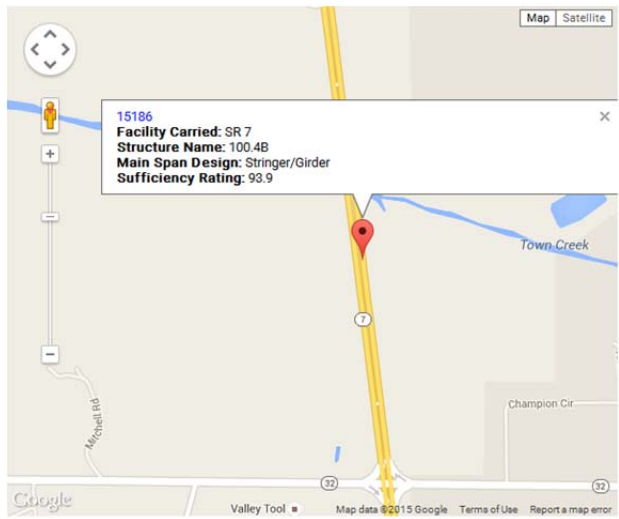 Map Satellite
15186
Facility Carried: SR 7
Structure Name: 100.4B
Main Span Design: Stringer/Girder
Sufficiency Rating: 93.9
Town Creek
7
Champion Cir
Mitchell Rd
32
32
Google
Valley Tool
Map data ©2015 Google Terms of Use Report a map error